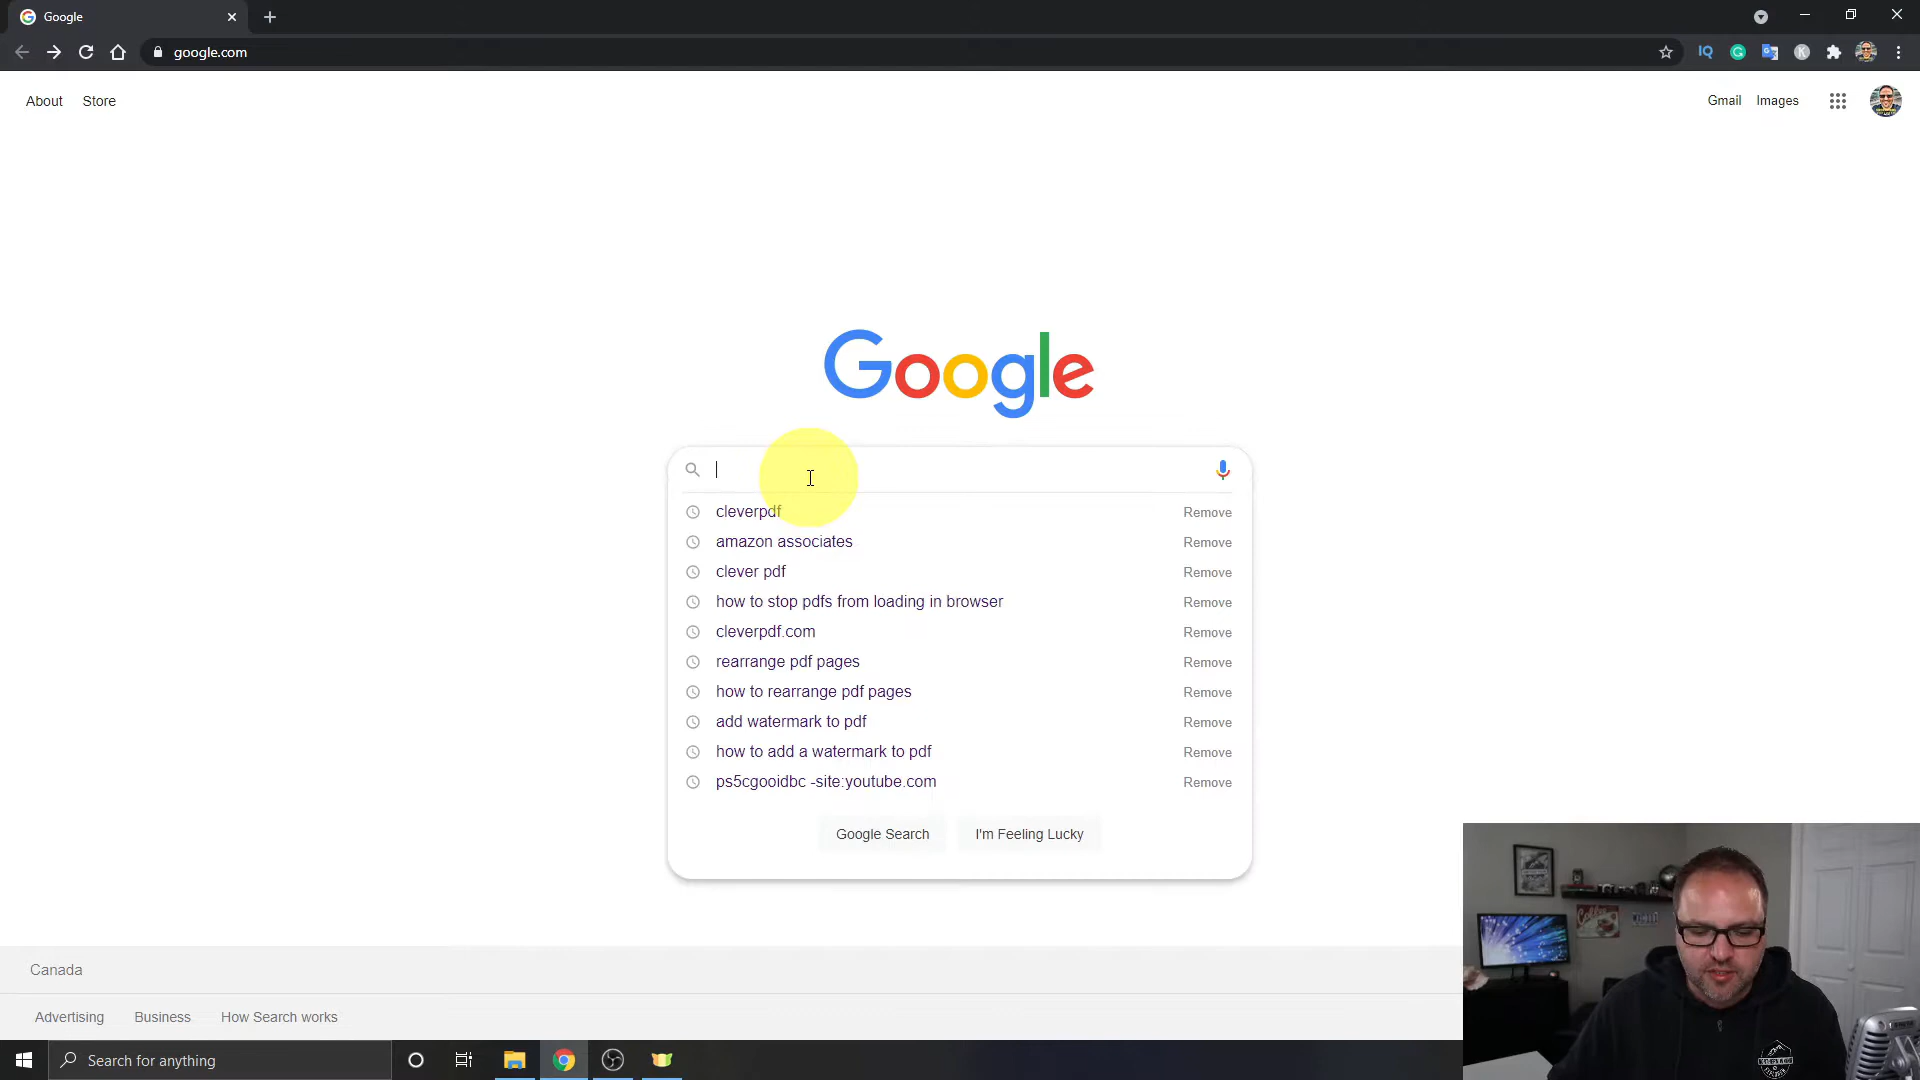 Google
google.com
IQ
About Store
Gmail Images
Google
cleverpdf Remove
amazon associates Remove
clever pdf Remove
how to stop pdfs from loading in browser Remove
cleverpdf.com Remove
rearrange pdf pages Remove
how to rearrange pdf pages Remove
add watermark to pdf Remove
how to add a watermark to pdf Remove
ps5cgooidbc -site:youtube.com Remove
Google Search I'm Feeling Lucky
Canada
Advertising Business How Search works
Search for anything